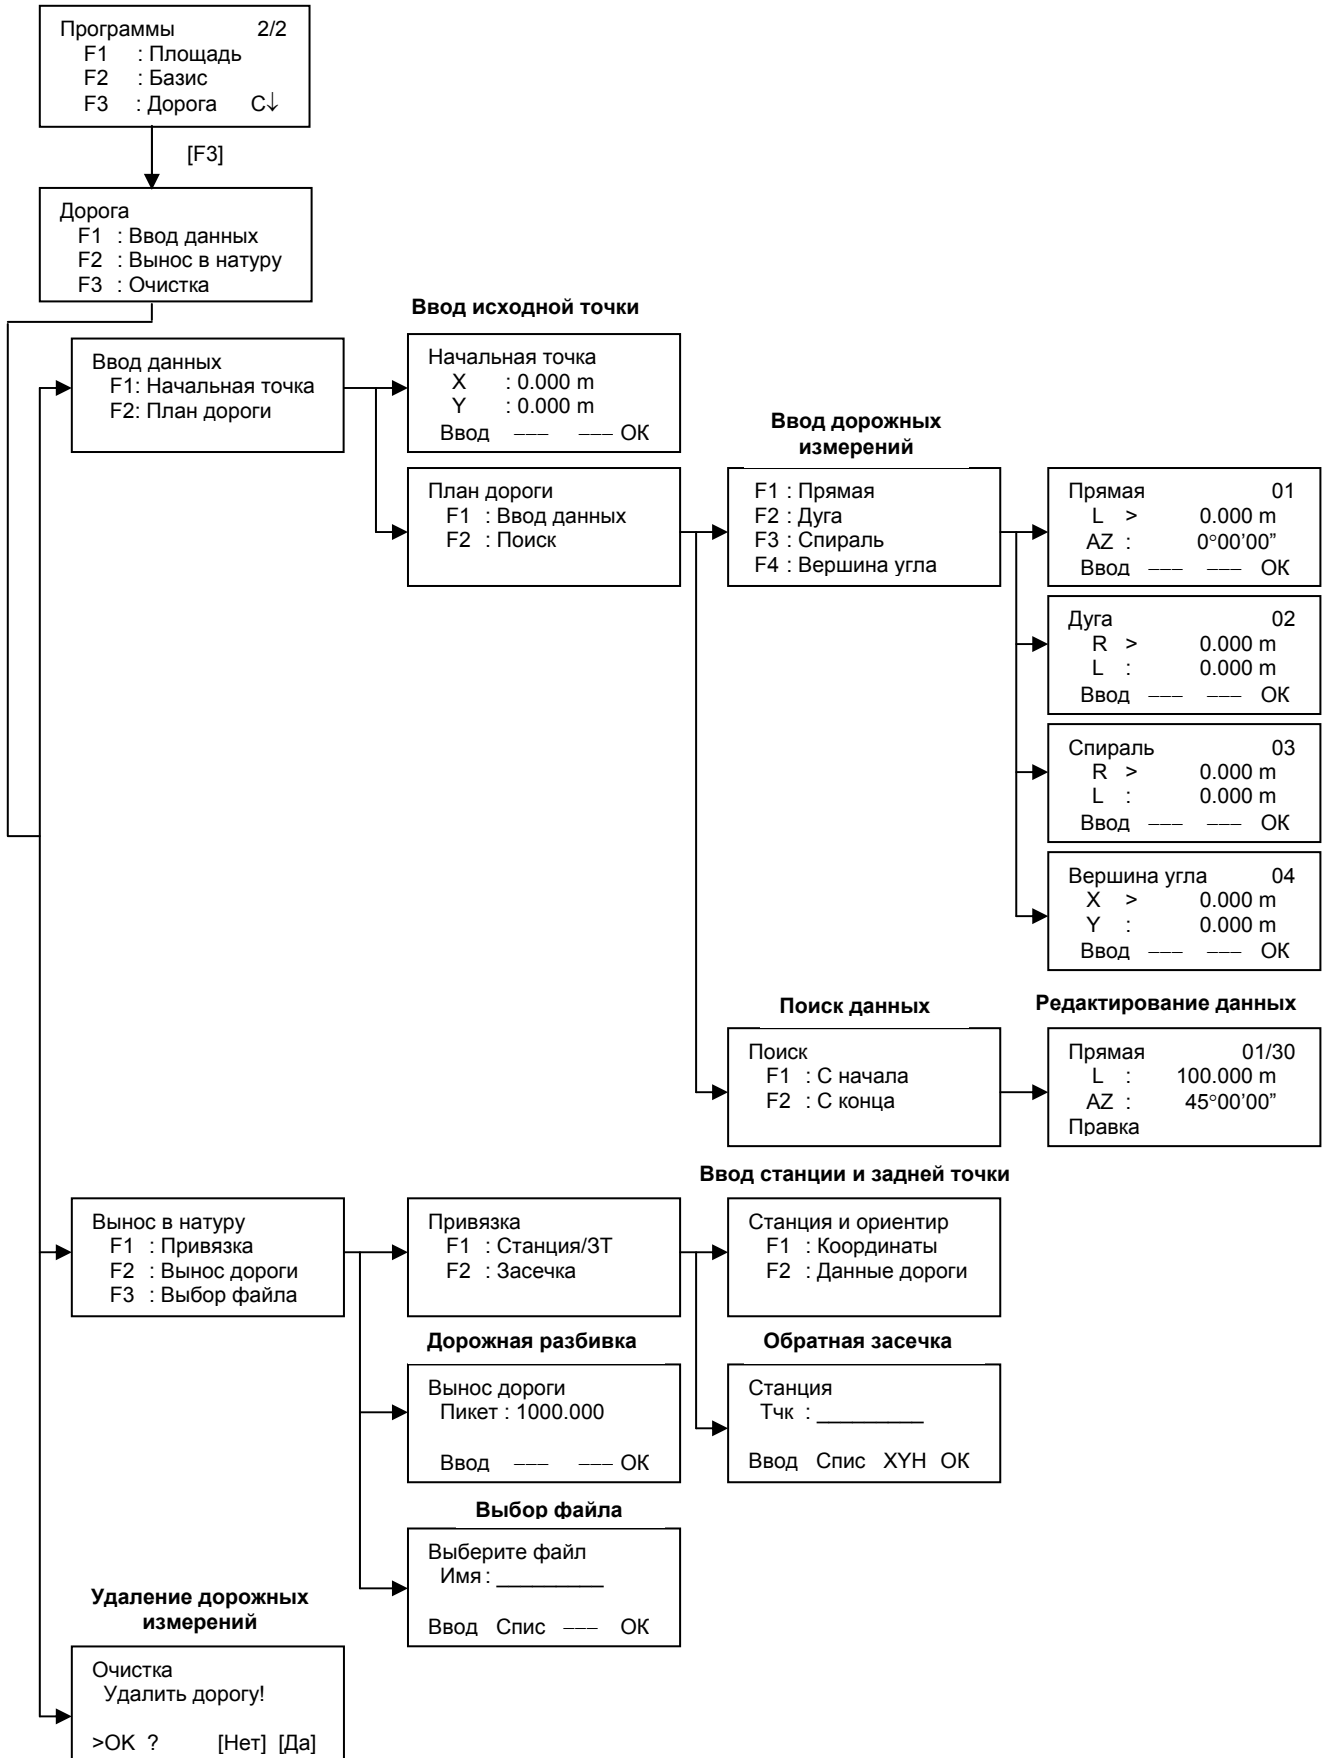 Программы 2/2
F1 : Площадь
F2 : Базис
F3 : Дорога C↓
[F3]
Дорога
F1 : Ввод данных
F2 : Вынос в натуру
F3 : Очистка
Ввод данных
F1: Начальная точка
F2: План дороги
Ввод исходной точки
Начальная точка
X : 0.000 m
Y : 0.000 m
Ввод ––– ––– ОК
План дороги
F1 : Ввод данных
F2 : Поиск
Ввод дорожных
измерений
F1 : Прямая
F2 : Дуга
F3 : Спираль
F4 : Вершина угла
Прямая 01
L > 0.000 m
AZ : 0°00'00”
Ввод ––– ––– ОК
Дуга 02
R > 0.000 m
L : 0.000 m
Ввод ––– ––– ОК
Спираль 03
R > 0.000 m
L : 0.000 m
Ввод ––– ––– ОК
Вершина угла 04
X > 0.000 m
Y : 0.000 m
Ввод ––– ––– ОК
Поиск данных
Поиск
F1 : С начала
F2 : С конца
Редактирование данных
Прямая 01/30
L : 100.000 m
AZ : 45°00'00”
Правка
Вынос в натуру
F1 : Привязка
F2 : Вынос дороги
F3 : Выбор файла
Привязка
F1 : Станция/ЗТ
F2 : Засечка
Ввод станции и задней точки
Станция и ориентир
F1 : Координаты
F2 : Данные дороги
Дорожная разбивка
Вынос дороги
Пикет : 1000.000
Ввод ––– ––– ОК
Обратная засечка
Станция
Тчк : _________
Ввод Спис XYH ОК
Выбор файла
Выберите файл
Имя : _________
Ввод Спис ––– ОК
Удаление дорожных
измерений
Очистка
Удалить дорогу!
>OK ? [Нет] [Да]